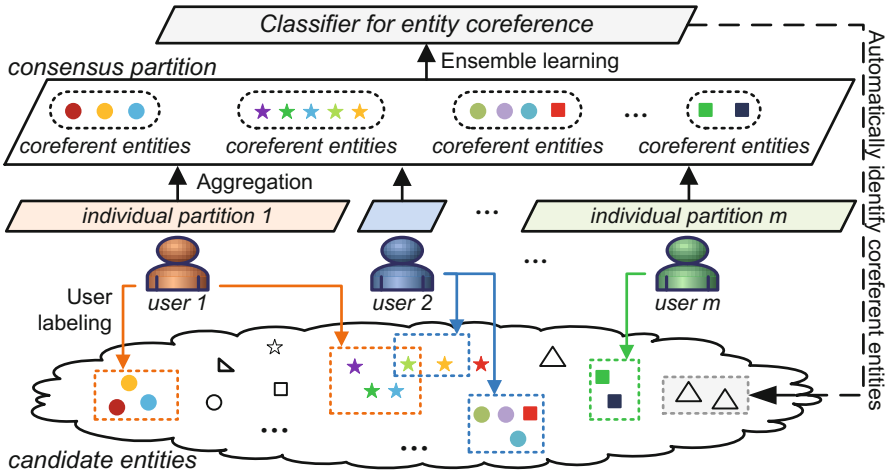 Classifier for entity coreference
Ensemble learning
consensus partition
coreferent entities
coreferent entities
coreferent entities
...
coreferent entities
Aggregation
individual partition 1
...
individual partition m
user 1
user 2
...
user m
User
labeling
...
...
candidate entities
Automatically identify coreferent entities